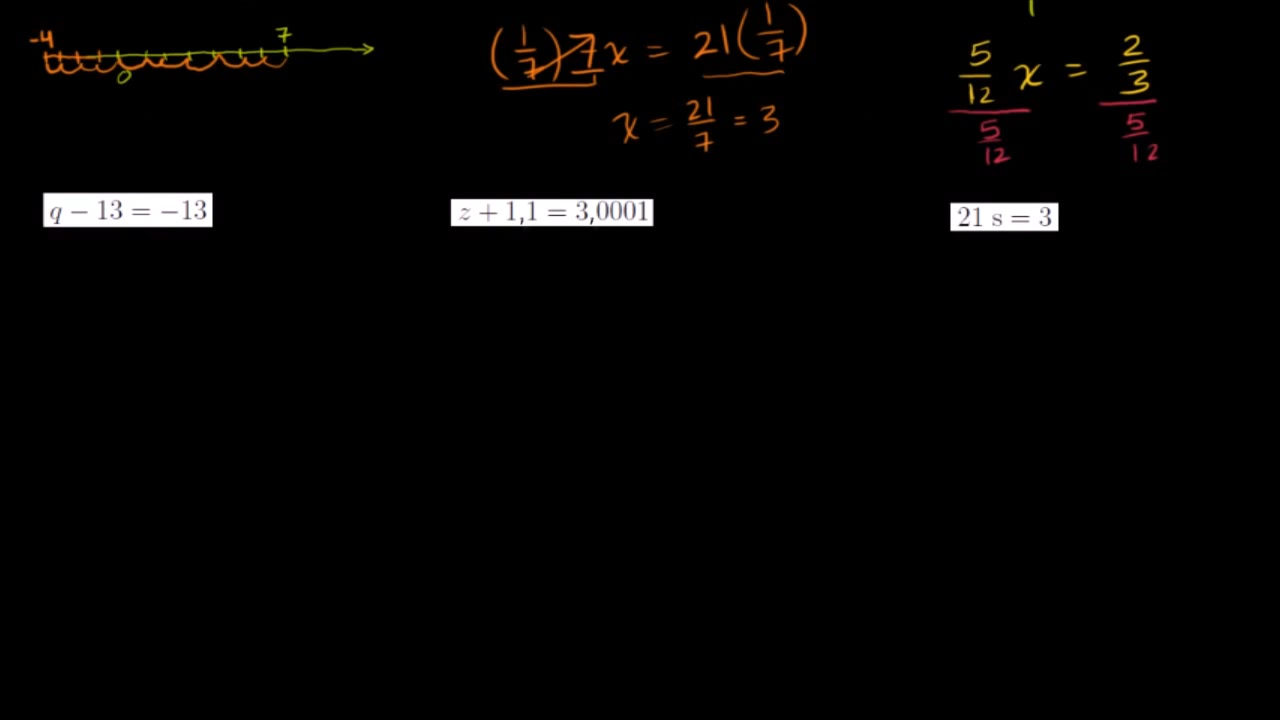 -4 7
0
(1/7) 7x = 21(1/7)
x = 21/7 = 3
5/12 x = 2/3
5/12 5/12
q − 13 = −13
z + 1,1 = 3,0001
21 s = 3